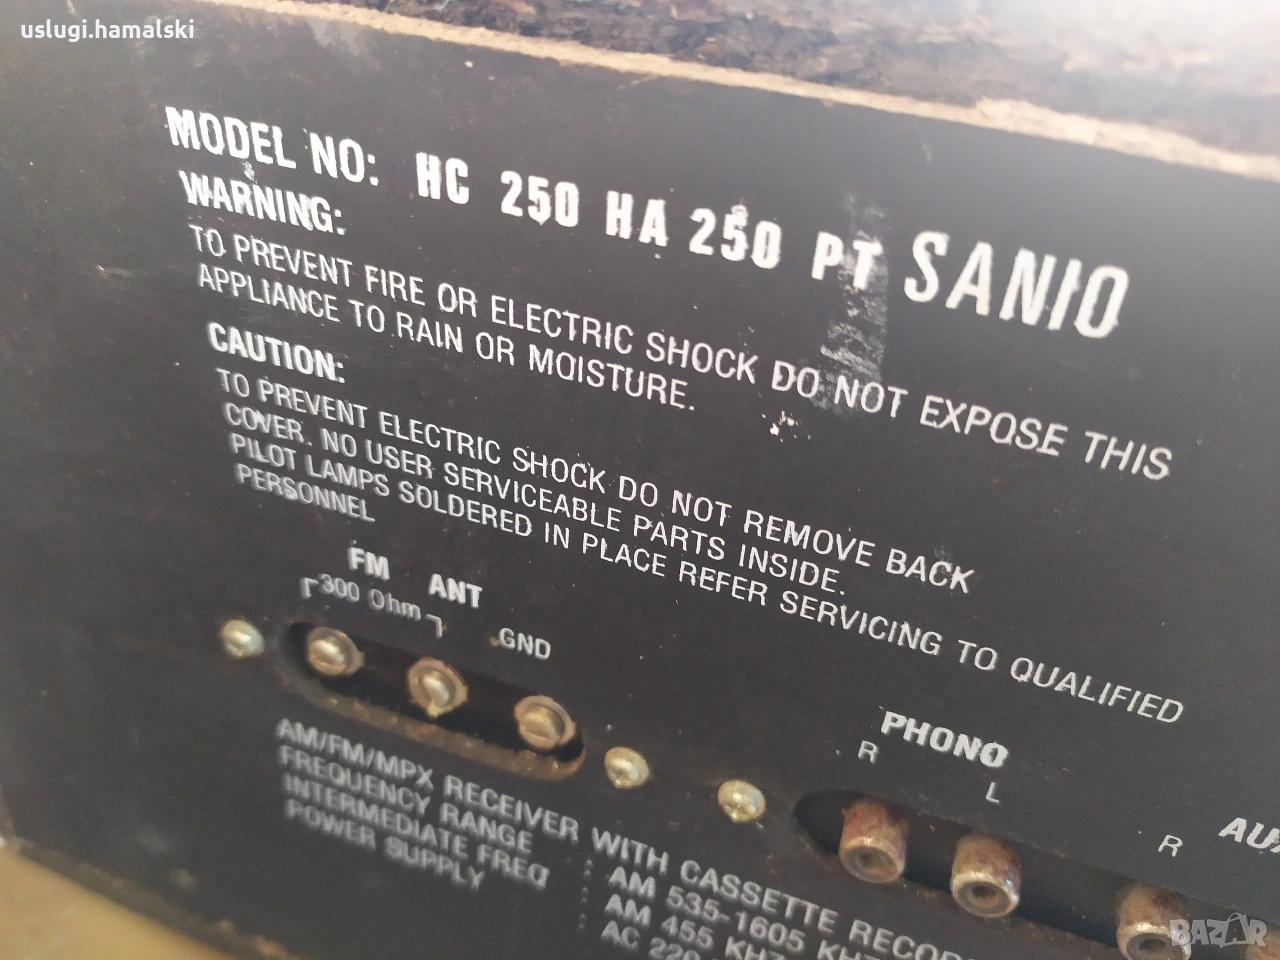 uslugi.hamalski
MODEL NO: HC 250 HA 250 PT SANIO
WARNING:
TO PREVENT FIRE OR ELECTRIC SHOCK DO NOT EXPOSE THIS
APPLIANCE TO RAIN OR MOISTURE.
CAUTION:
TO PREVENT ELECTRIC SHOCK DO NOT REMOVE BACK
COVER. NO USER SERVICEABLE PARTS INSIDE.
PILOT LAMPS SOLDERED IN PLACE REFER SERVICING TO QUALIFIED
PERSONNEL
FM ANT
300 Ohm
GND
PHONO
R
L
R
AM/FM/MPX RECEIVER WITH CASSETTE
FREQUENCY RANGE : AM 535-1605
INTERMEDIATE FREQ : AM 455 KHZ
POWER SUPPLY : AC 220
BAZAR